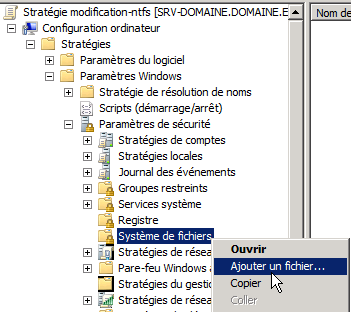 Stratégie modification-ntfs [SRV-DOMAINE.DOMAINE.E
Nom de
Configuration ordinateur
Stratégies
Paramètres du logiciel
Paramètres Windows
Stratégie de résolution de noms
Scripts (démarrage/arrêt)
Paramètres de sécurité
Stratégies de comptes
Stratégies locales
Journal des événements
Groupes restreints
Services système
Registre
Système de fichiers
Ouvrir
Stratégies de résea
Ajouter un fichier...
Pare-feu Windows a
Copier
Stratégies du gestio
Coller
Stratégies de résea